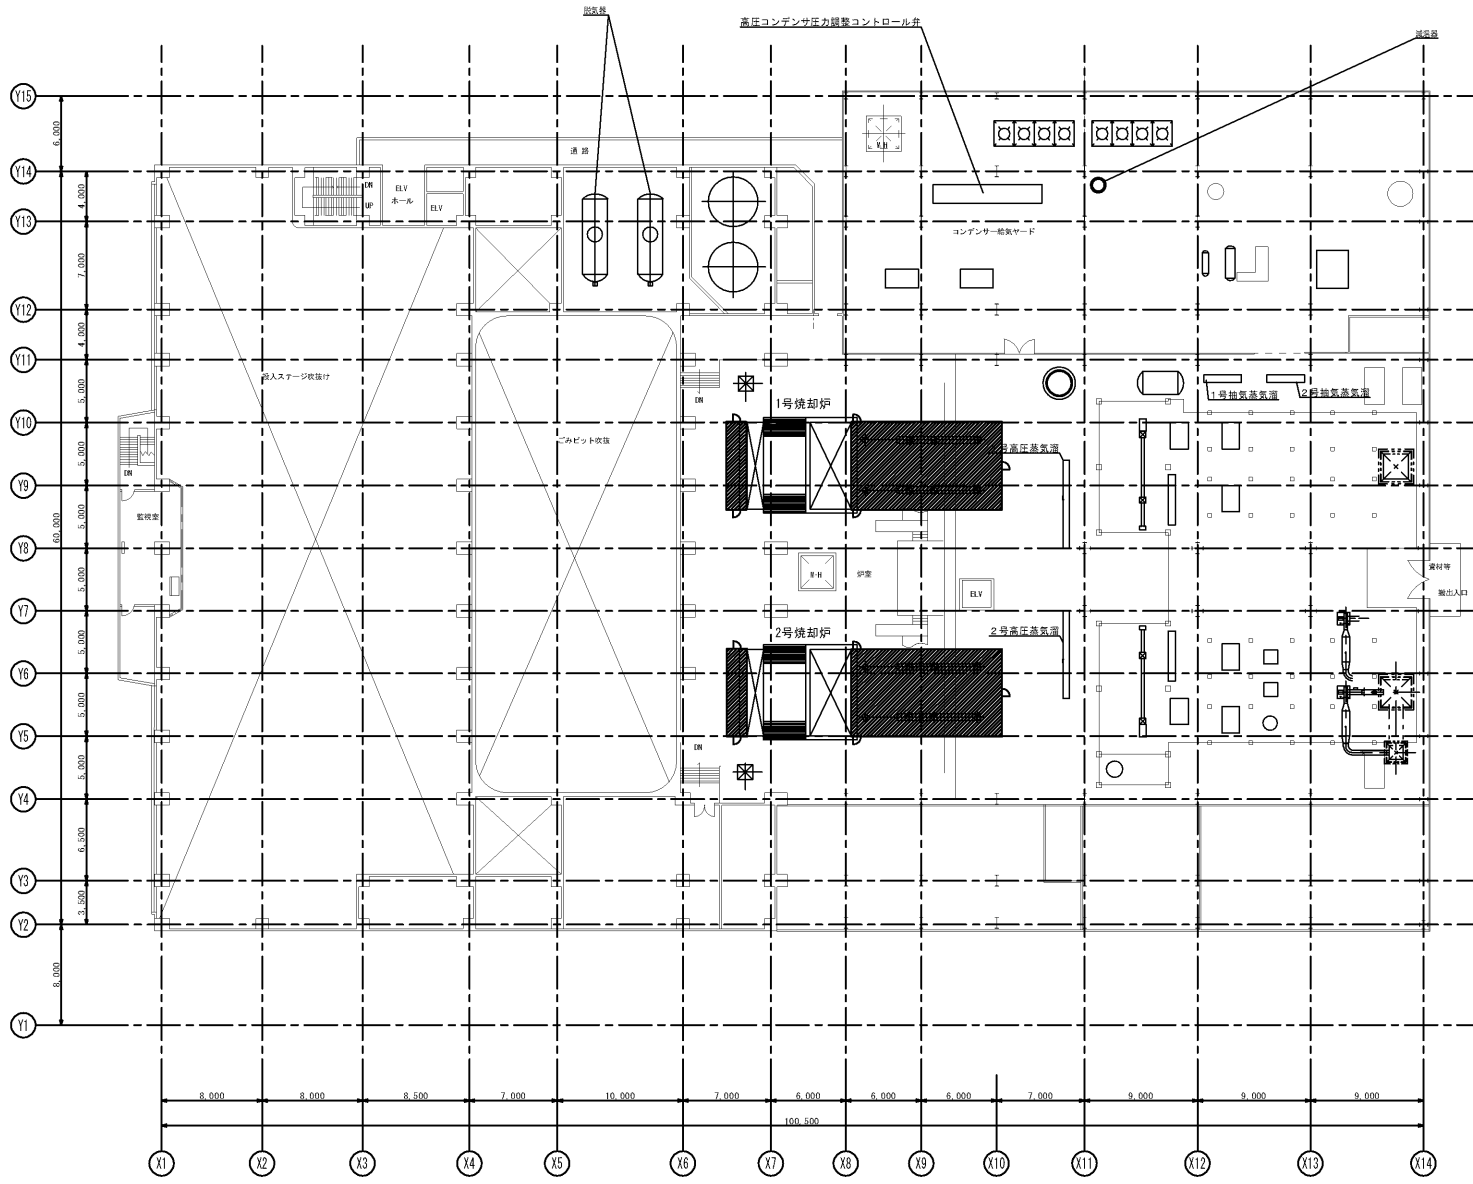 脱気器
高圧コンデンサ圧力調整コントロール弁
減温器
Y15
6,000
通 路
M-H
Y14
DN
UP
ELV
ホール
ELV
4,000
Y13
コンデンサー給気ヤード
7,000
Y12
4,000
Y11
投入ステージ吹抜け
5,000
DN
1号焼却炉
1号抽気蒸気溜
2号抽気蒸気溜
Y10
ごみピット吹抜
号高圧蒸気溜
DN
5,000
Y9
監視室
60,000
5,000
Y8
M-H
炉室
ELV
資材等
搬出入口
5,000
Y7
2号焼却炉
2号高圧蒸気溜
5,000
Y6
5,000
Y5
DN
5,000
Y4
6,500
Y3
3,500
Y2
8,000
Y1
8,000
8,000
8,500
7,000
10,000
7,000
6,000
6,000
6,000
7,000
9,000
9,000
9,000
100,500
X1
X2
X3
X4
X5
X6
X7
X8
X9
X10
X11
X12
X13
X14